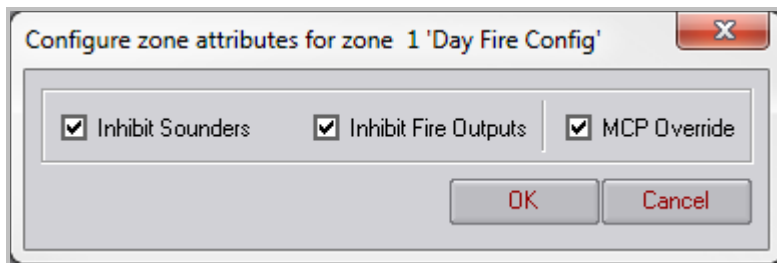 Configure zone attributes for zone  1 'Day Fire Config'
Inhibit Sounders Inhibit Fire Outputs MCP Override
OK Cancel